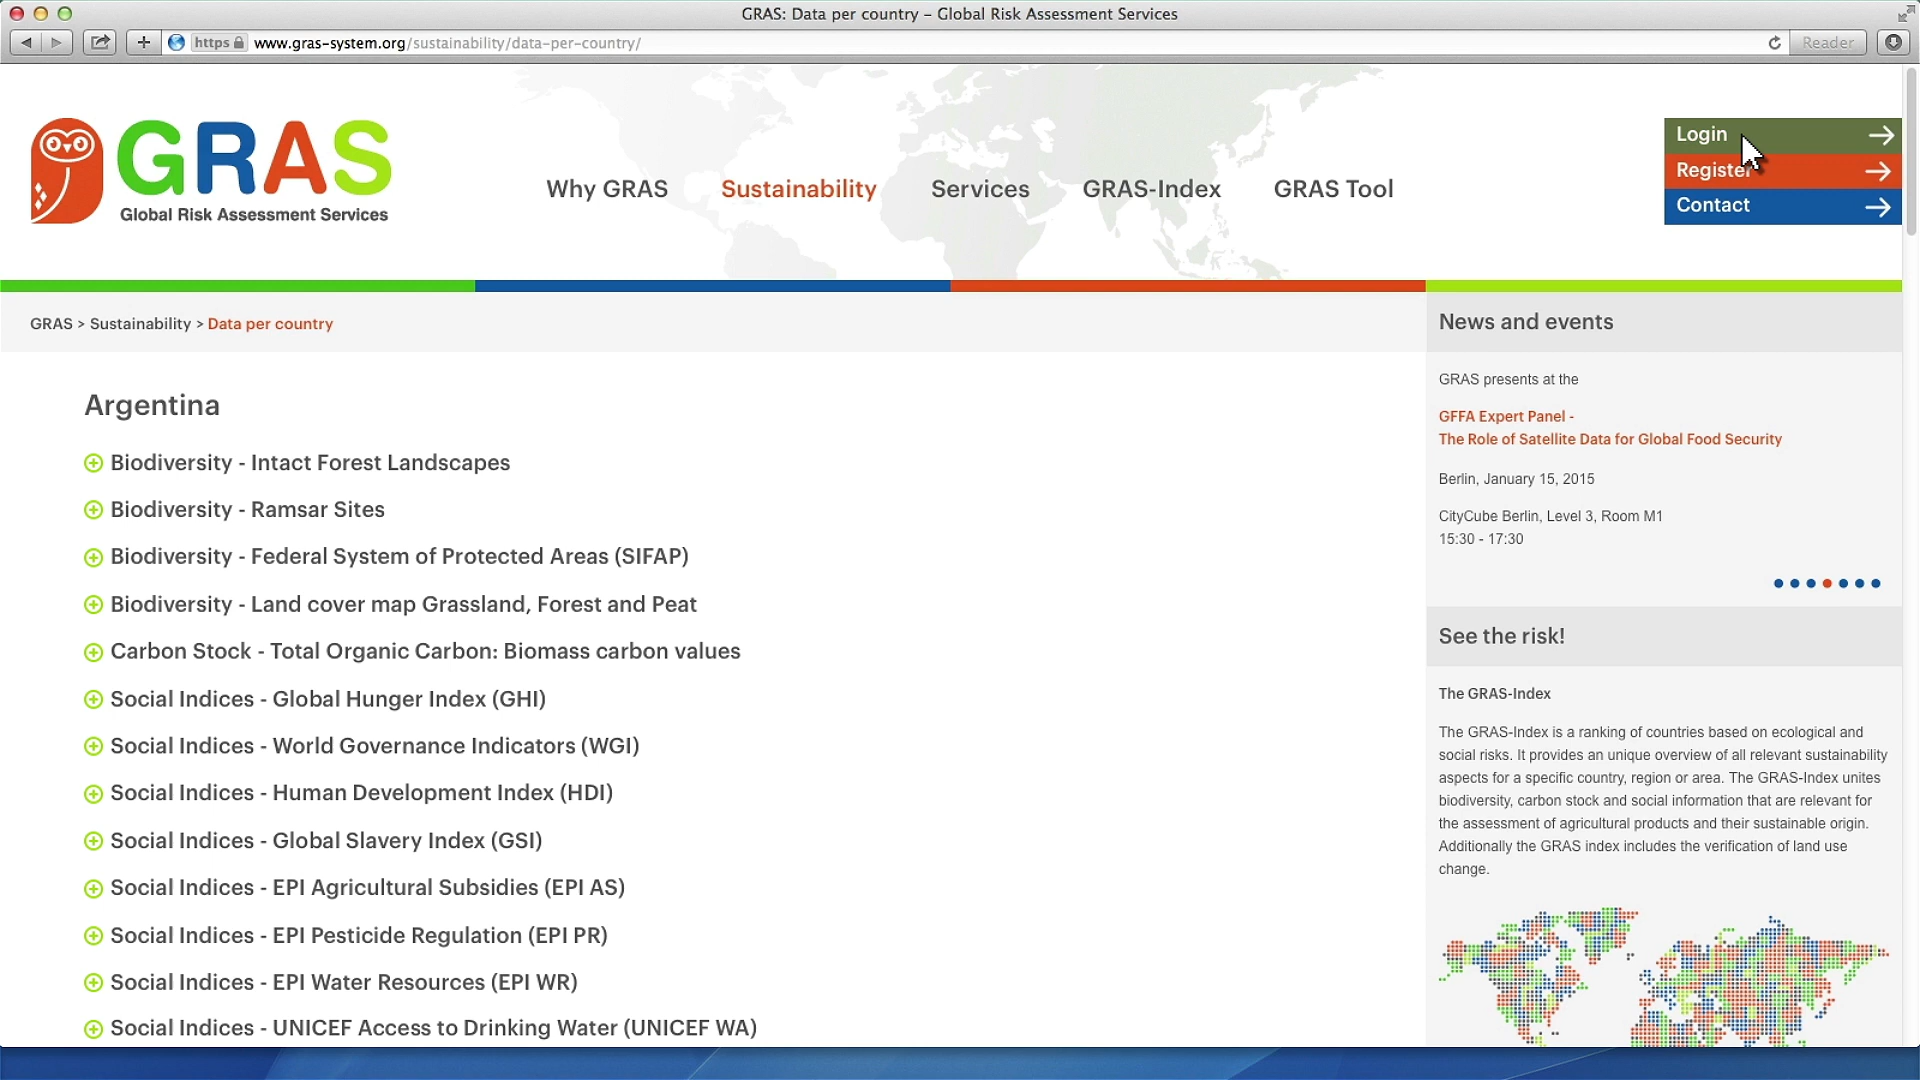 GRAS: Data per country – Global Risk Assessment Services
https www.gras-system.org/sustainability/data-per-country/
Reader
GRAS
Global Risk Assessment Services
Why GRAS
Sustainability
Services
GRAS-Index
GRAS Tool
Login
Register
Contact
GRAS > Sustainability > Data per country
Argentina
Biodiversity - Intact Forest Landscapes
Biodiversity - Ramsar Sites
Biodiversity - Federal System of Protected Areas (SIFAP)
Biodiversity - Land cover map Grassland, Forest and Peat
Carbon Stock - Total Organic Carbon: Biomass carbon values
Social Indices - Global Hunger Index (GHI)
Social Indices - World Governance Indicators (WGI)
Social Indices - Human Development Index (HDI)
Social Indices - Global Slavery Index (GSI)
Social Indices - EPI Agricultural Subsidies (EPI AS)
Social Indices - EPI Pesticide Regulation (EPI PR)
Social Indices - EPI Water Resources (EPI WR)
Social Indices - UNICEF Access to Drinking Water (UNICEF WA)
News and events
GRAS presents at the
GFFA Expert Panel -
The Role of Satellite Data for Global Food Security
Berlin, January 15, 2015
CityCube Berlin, Level 3, Room M1
15:30 - 17:30
See the risk!
The GRAS-Index
The GRAS-Index is a ranking of countries based on ecological and
social risks. It provides an unique overview of all relevant sustainability
aspects for a specific country, region or area. The GRAS-Index unites
biodiversity, carbon stock and social information that are relevant for
the assessment of agricultural products and their sustainable origin.
Additionally the GRAS index includes the verification of land use
change.